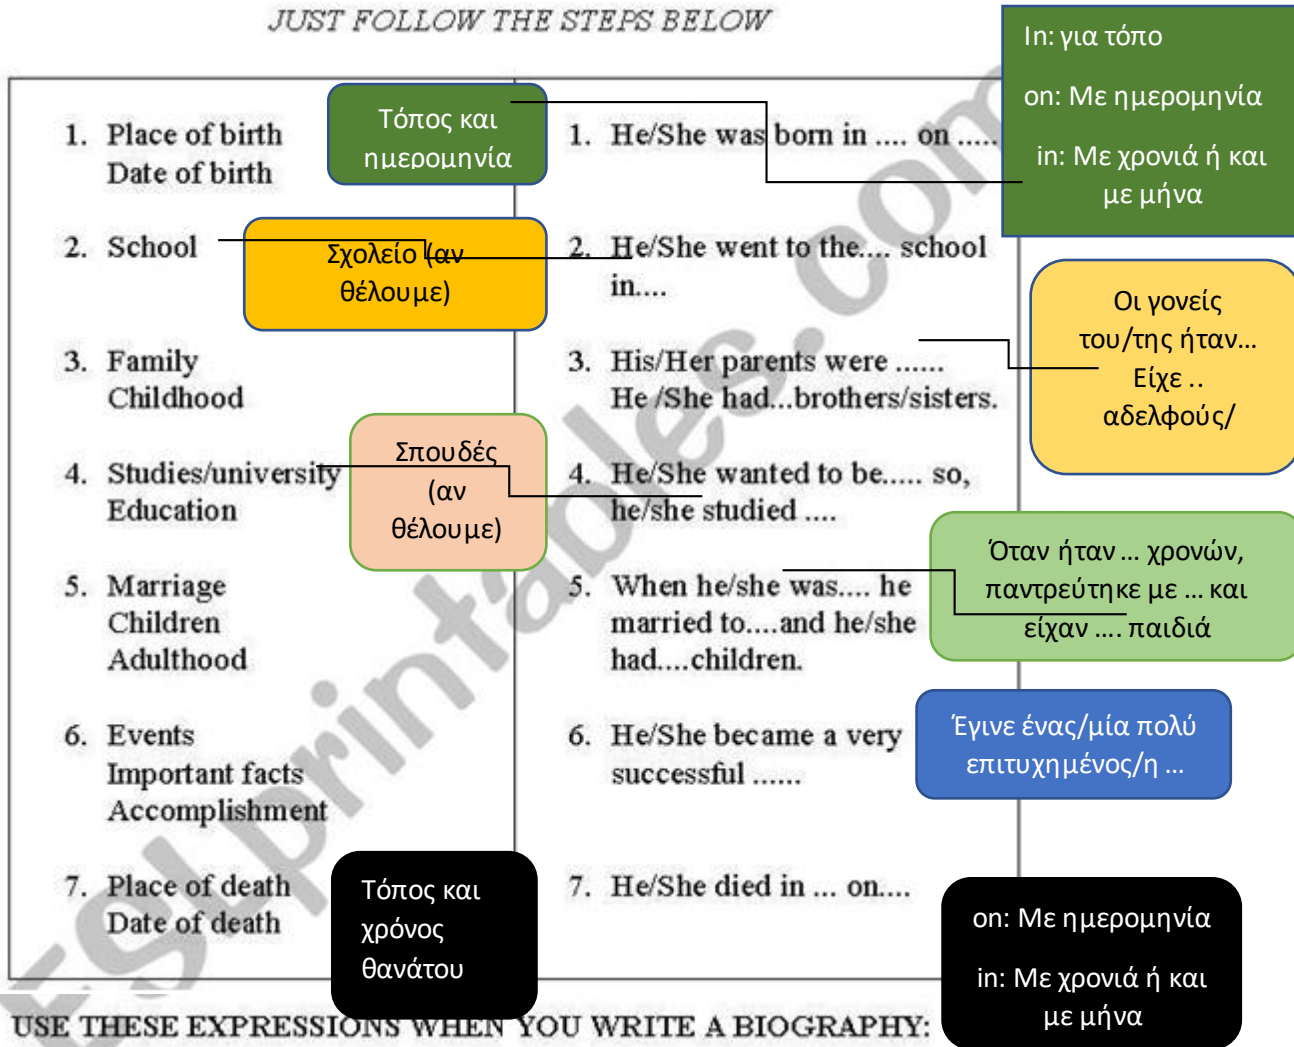 JUST FOLLOW THE STEPS BELOW
1. Place of birth
Date of birth
Τόπος και
ημερομηνία
1. He/She was born in .... on .....
In: για τόπο
on: Με ημερομηνία
in: Με χρονιά ή και
με μήνα
2. School
Σχολείο (αν
θέλουμε)
2. He/She went to the.... school
in....
3. Family
Childhood
3. His/Her parents were ......
He /She had...brothers/sisters.
Οι γονείς
του/της ήταν...
Είχε ..
αδελφούς/
4. Studies/university
Education
Σπουδές
(αν
θέλουμε)
4. He/She wanted to be..... so,
he/she studied ....
5. Marriage
Children
Adulthood
5. When he/she was.... he
married to....and he/she
had....children.
Όταν ήταν ... χρονών,
παντρεύτηκε με ... και
είχαν .... παιδιά
6. Events
Important facts
Accomplishment
6. He/She became a very
successful ......
Έγινε ένας/μία πολύ
επιτυχημένος/η ...
7. Place of death
Date of death
Τόπος και
χρόνος
θανάτου
7. He/She died in ... on....
on: Με ημερομηνία
in: Με χρονιά ή και
με μήνα
USE THESE EXPRESSIONS WHEN YOU WRITE A BIOGRAPHY:
ESLprintables.com